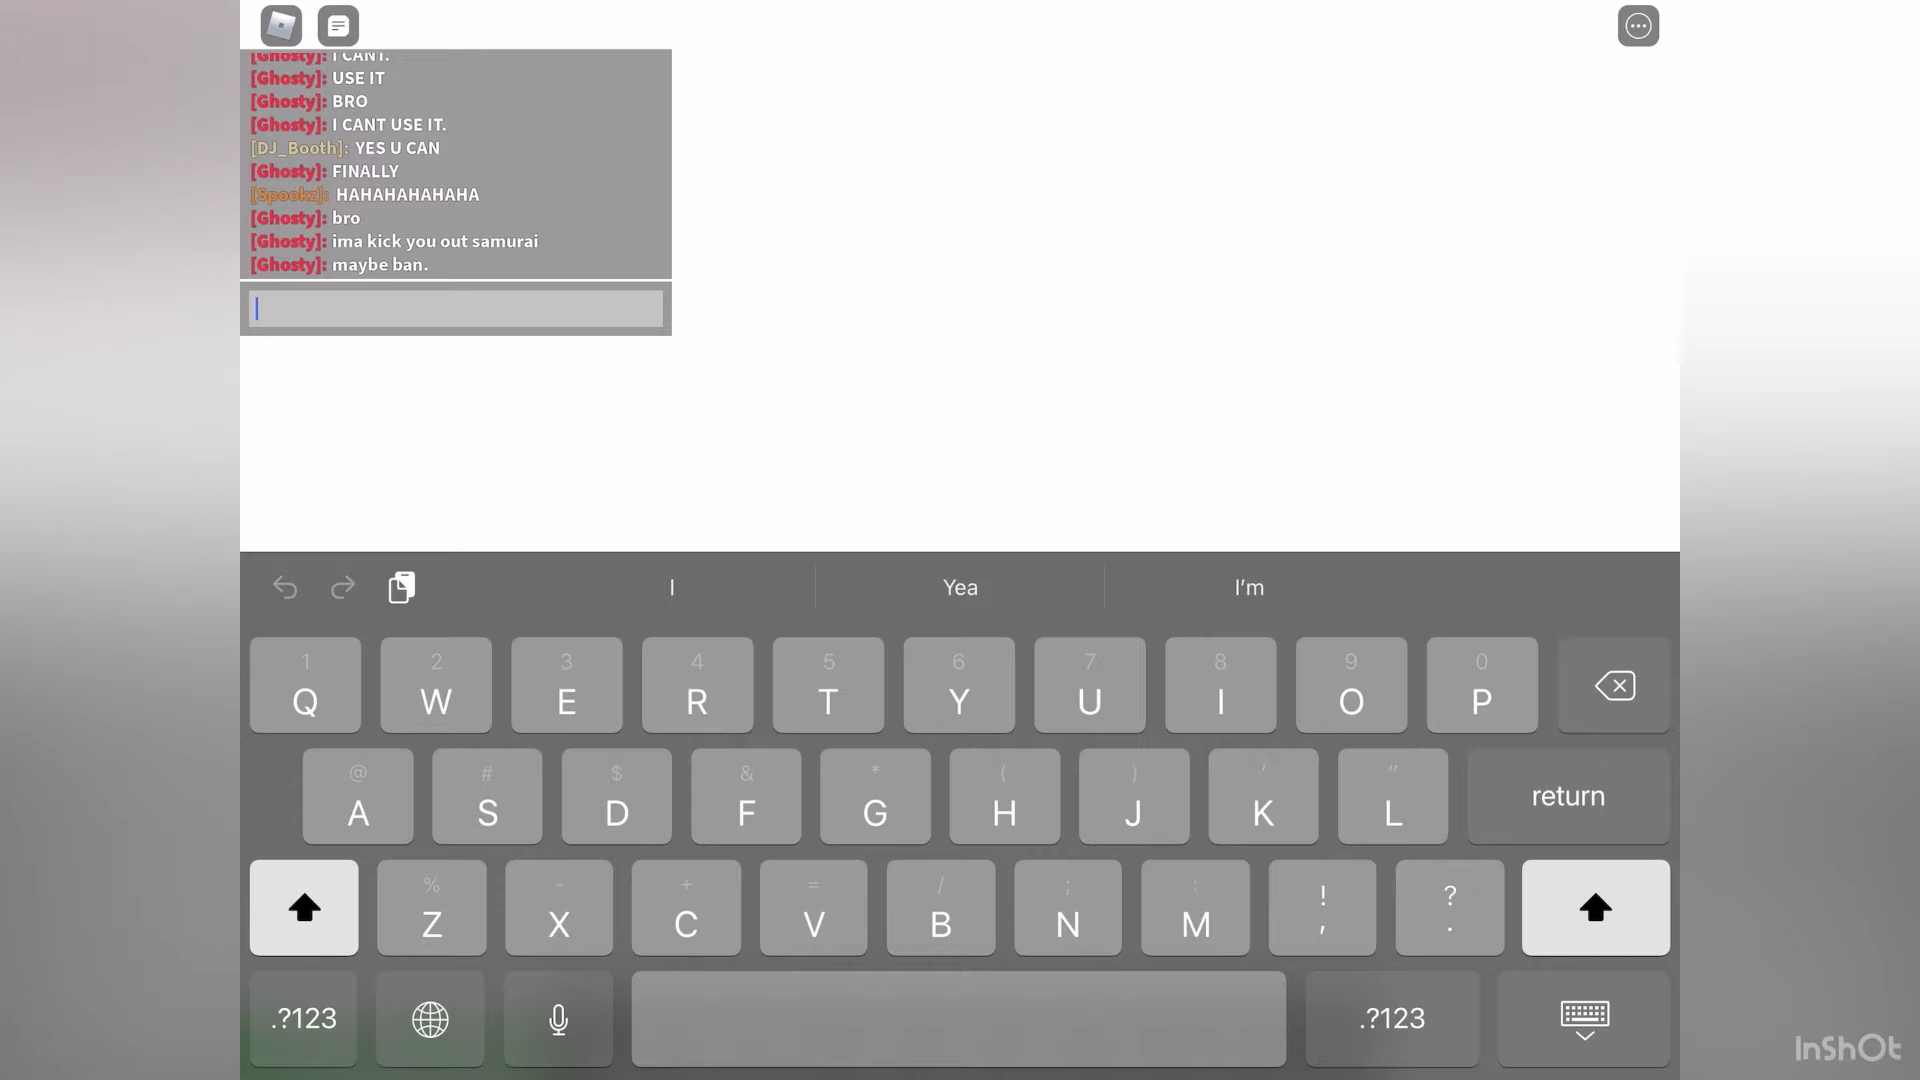 [Ghosty]: I CANT.
[Ghosty]: USE IT
[Ghosty]: BRO
[Ghosty]: I CANT USE IT.
[DJ_Booth]: YES U CAN
[Ghosty]: FINALLY
[Spookz]: HAHAHAHAHAHA
[Ghosty]: bro
[Ghosty]: ima kick you out samurai
[Ghosty]: maybe ban.
I Yea I’m
1 2 3 4 5 6 7 8 9 0
Q W E R T Y U I O P
@ # $ & * ( ) ′ ″
A S D F G H J K L return
% - + = / ; : ! ?
Z X C V B N M , .
.?123 .?123
InShOt